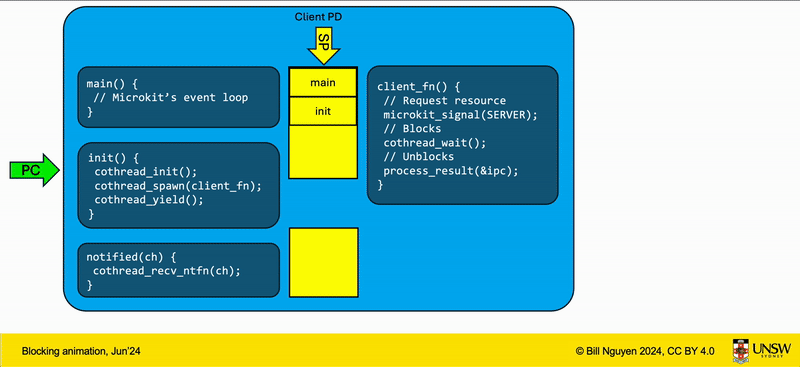 Client PD
SP
main() {
// Microkit's event loop
}
main
init
client_fn() {
// Request resource
microkit_signal(SERVER);
// Blocks
cothread_wait();
// Unblocks
process_result(&ipc);
}
PC
init() {
cothread_init();
cothread_spawn(client_fn);
cothread_yield();
}
notified(ch) {
cothread_recv_ntfn(ch);
}
Blocking animation, Jun'24
© Bill Nguyen 2024, CC BY 4.0
UNSW
SYDNEY